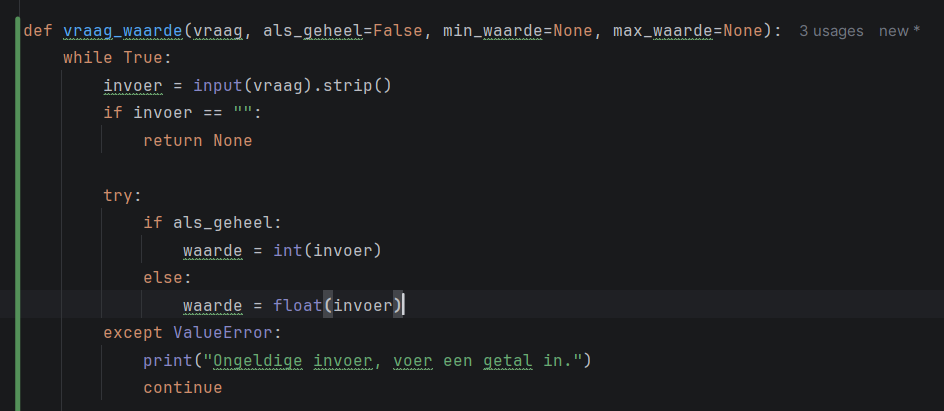 def vraag_waarde(vraag, als_geheel=False, min_waarde=None, max_waarde=None): 3 usages new *
    while True:
        invoer = input(vraag).strip()
        if invoer == "":
            return None
        try:
            if als_geheel:
                waarde = int(invoer)
            else:
                waarde = float(invoer)
        except ValueError:
            print("Ongeldige invoer, voer een getal in.")
            continue